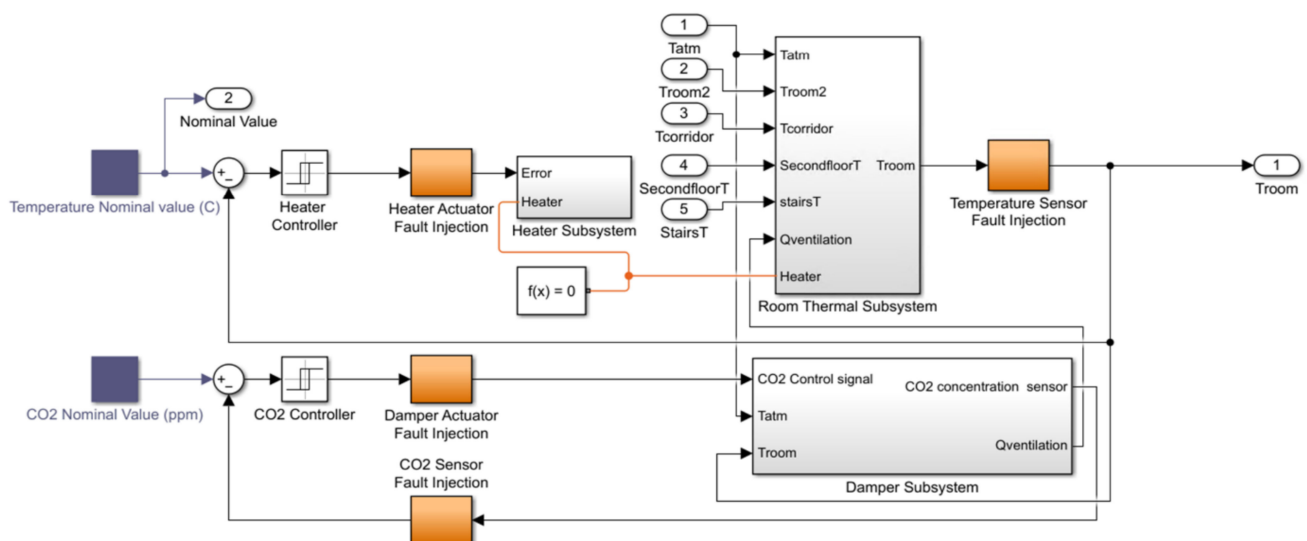 1
Tatm
2
Troom2
3
Tcorridor
4
SecondfloorT
5
StairsT
2
Nominal Value
Temperature Nominal value (C)
+
−
Heater
Controller
Heater Actuator
Fault Injection
Error
Heater
Heater Subsystem
f(x) = 0
Tatm
Troom2
Tcorridor
SecondfloorT
stairsT
Qventilation
Heater
Troom
Room Thermal Subsystem
Temperature Sensor
Fault Injection
1
Troom
CO2 Nominal Value (ppm)
+
−
CO2 Controller
Damper Actuator
Fault Injection
CO2 Control signal
Tatm
Troom
CO2 concentration sensor
Qventilation
Damper Subsystem
CO2 Sensor
Fault Injection